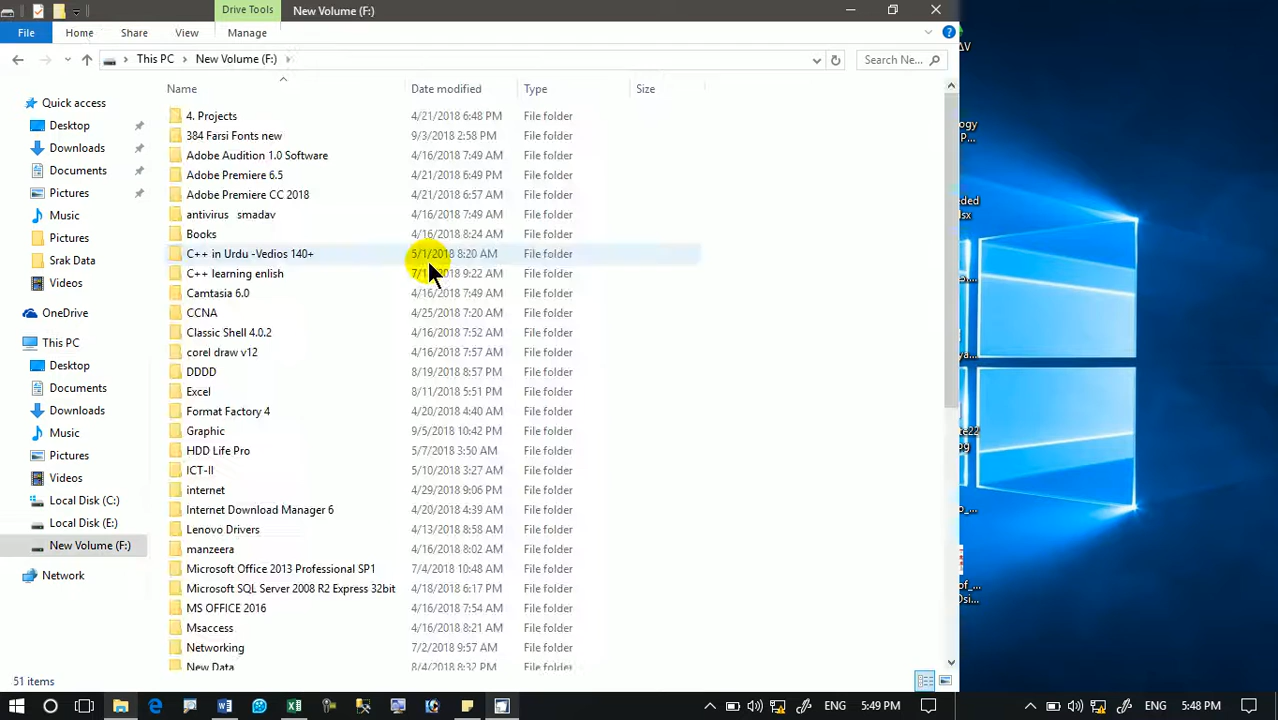 Drive Tools
New Volume (F:)
File
Home
Share
View
Manage
This PC
New Volume (F:)
Search Ne...
Name
Date modified
Type
Size
Quick access
Desktop
Downloads
Documents
Pictures
Music
Pictures
Srak Data
Videos
OneDrive
This PC
Desktop
Documents
Downloads
Music
Pictures
Videos
Local Disk (C:)
Local Disk (E:)
New Volume (F:)
Network
4. Projects 4/21/2018 6:48 PM File folder
384 Farsi Fonts new 9/3/2018 2:58 PM File folder
Adobe Audition 1.0 Software 4/16/2018 7:49 AM File folder
Adobe Premiere 6.5 4/21/2018 6:49 PM File folder
Adobe Premiere CC 2018 4/21/2018 6:57 AM File folder
antivirus smadav 4/16/2018 7:49 AM File folder
Books 4/16/2018 8:24 AM File folder
C++ in Urdu -Vedios 140+ 5/1/2018 8:20 AM File folder
C++ learning enlish 9:22 AM File folder
Camtasia 6.0 4/16/2018 7:49 AM File folder
CCNA 4/25/2018 7:20 AM File folder
Classic Shell 4.0.2 4/16/2018 7:52 AM File folder
corel draw v12 4/16/2018 7:57 AM File folder
DDDD 8/19/2018 8:57 PM File folder
Excel 8/11/2018 5:51 PM File folder
Format Factory 4 4/20/2018 4:40 AM File folder
Graphic 9/5/2018 10:42 PM File folder
HDD Life Pro 5/7/2018 3:50 AM File folder
ICT-II 5/10/2018 3:27 AM File folder
internet 4/29/2018 9:06 PM File folder
Internet Download Manager 6 4/20/2018 4:39 AM File folder
Lenovo Drivers 4/13/2018 8:58 AM File folder
manzeera 4/16/2018 8:02 AM File folder
Microsoft Office 2013 Professional SP1 7/4/2018 10:48 AM File folder
Microsoft SQL Server 2008 R2 Express 32bit 4/18/2018 6:17 PM File folder
MS OFFICE 2016 4/16/2018 7:54 AM File folder
Msaccess 4/16/2018 8:21 AM File folder
Networking 7/2/2018 9:57 AM File folder
New Data 8/4/2018 8:32 PM File folder
51 items
ENG 5:49 PM
ENG 5:48 PM